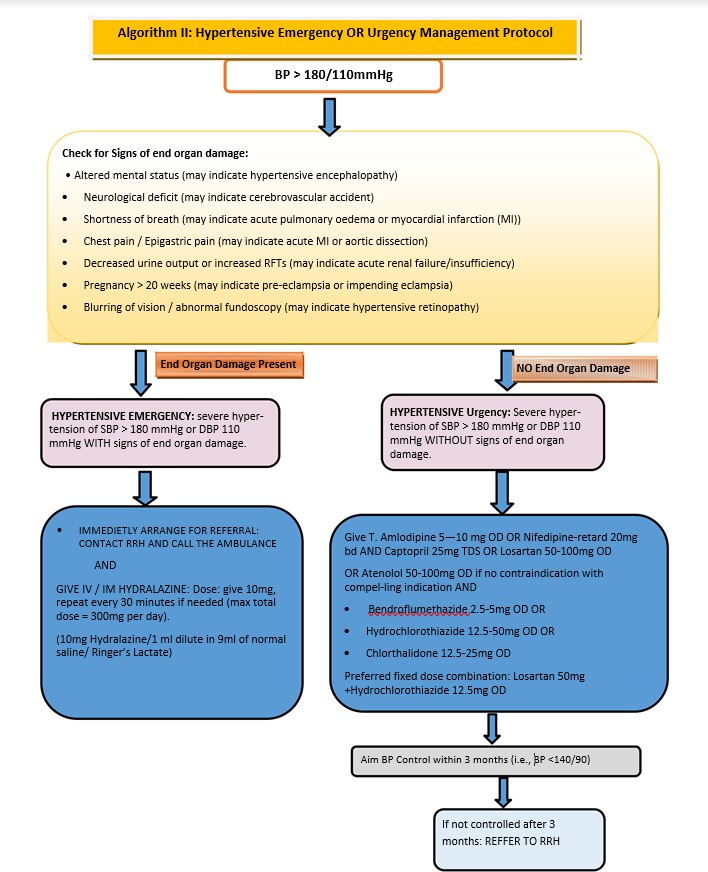 Algorithm II: Hypertensive Emergency OR Urgency Management Protocol
BP > 180/110mmHg
Check for Signs of end organ damage:
• Altered mental status (may indicate hypertensive encephalopathy)
• Neurological deficit (may indicate cerebrovascular accident)
• Shortness of breath (may indicate acute pulmonary oedema or myocardial infarction (MI))
• Chest pain / Epigastric pain (may indicate acute MI or aortic dissection)
• Decreased urine output or increased RFTs (may indicate acute renal failure/insufficiency)
• Pregnancy > 20 weeks (may indicate pre-eclampsia or impending eclampsia)
• Blurring of vision / abnormal fundoscopy (may indicate hypertensive retinopathy)
End Organ Damage Present
HYPERTENSIVE EMERGENCY: severe hyper-
tension of SBP > 180 mmHg or DBP 110
mmHg WITH signs of end organ damage.
• IMMEDIETLY ARRANGE FOR REFERRAL:
CONTACT RRH AND CALL THE AMBULANCE
AND
GIVE IV / IM HYDRALAZINE: Dose: give 10mg,
repeat every 30 minutes if needed (max total
dose = 300mg per day).
(10mg Hydralazine/1 ml dilute in 9ml of normal
saline/ Ringer's Lactate)
NO End Organ Damage
HYPERTENSIVE Urgency: Severe hyper-
tension of SBP > 180 mmHg or DBP 110
mmHg WITHOUT signs of end organ
damage.
Give T. Amlodipine 5—10 mg OD OR Nifedipine-retard 20mg
bd AND Captopril 25mg TDS OR Losartan 50-100mg OD
OR Atenolol 50-100mg OD if no contraindication with
compel-ling indication AND
• Bendroflumethazide 2.5-5mg OD OR
• Hydrochlorothiazide 12.5-50mg OD OR
• Chlorthalidone 12.5-25mg OD
Preferred fixed dose combination: Losartan 50mg
+Hydrochlorothiazide 12.5mg OD
Aim BP Control within 3 months (i.e., BP <140/90)
If not controlled after 3
months: REFFER TO RRH